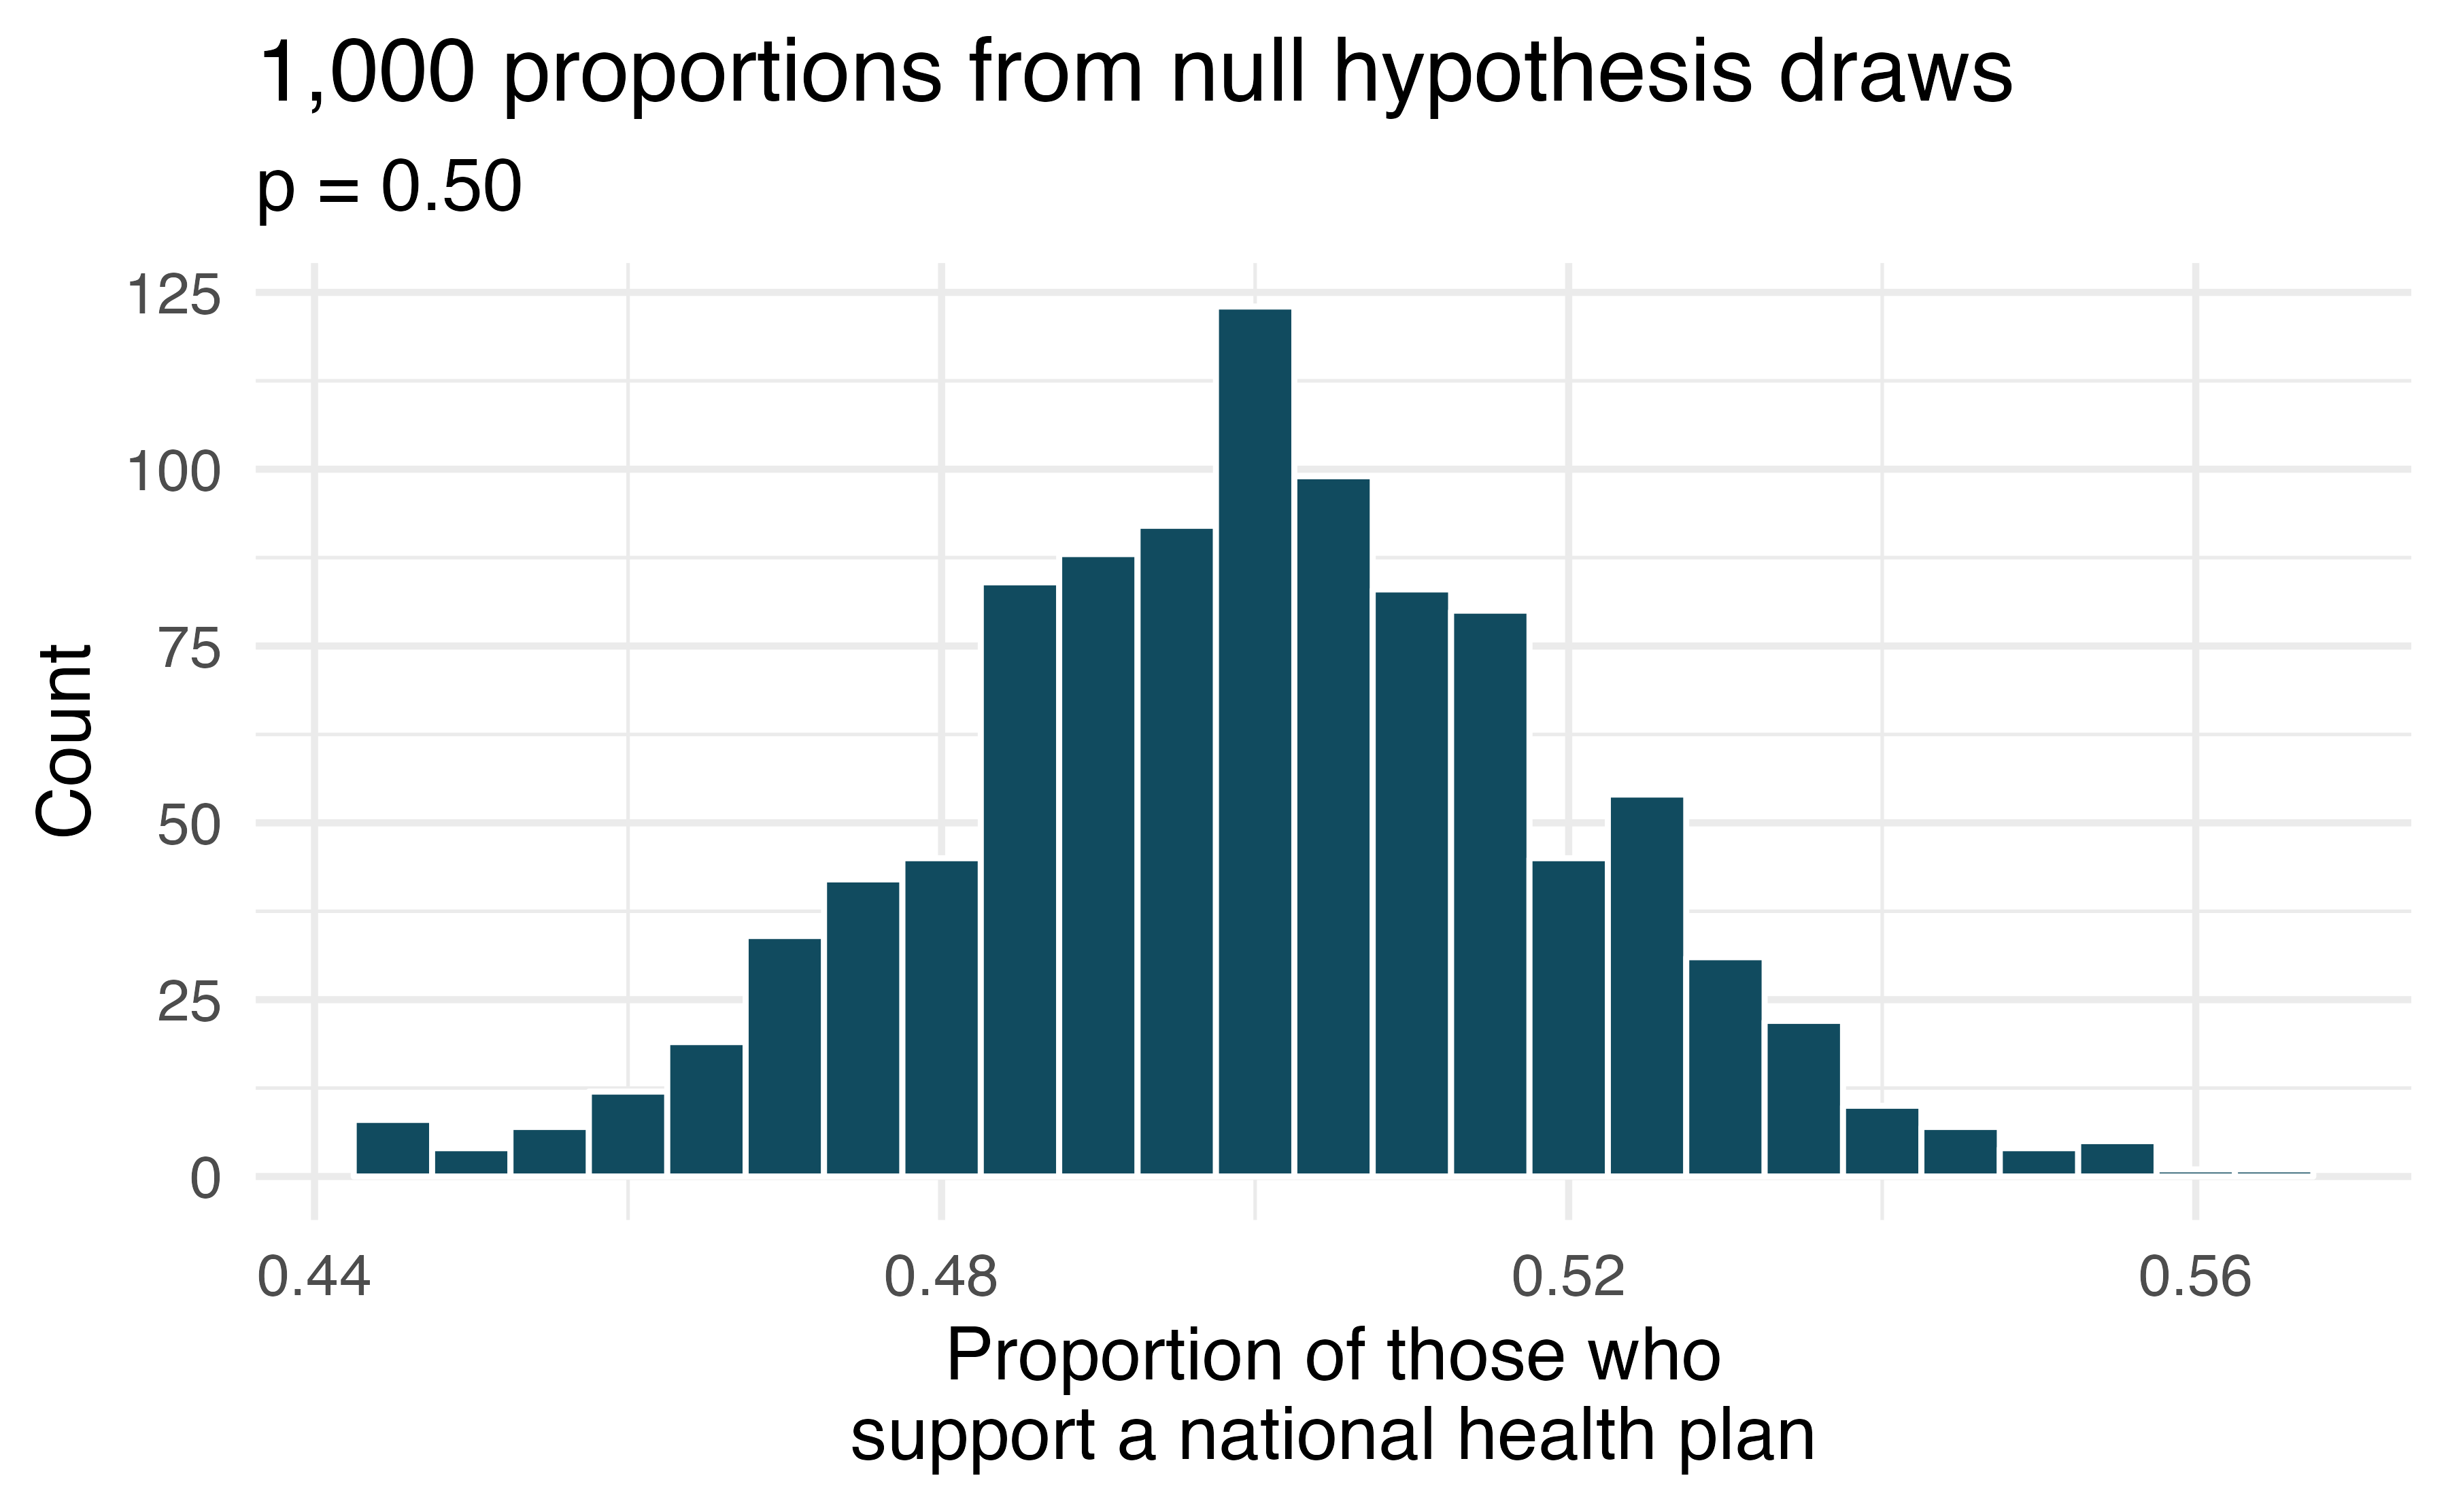 1,000 proportions from null hypothesis draws
p = 0.50
125
100
75
50
25
0
Count
0.44 0.48 0.52 0.56
Proportion of those who
support a national health plan